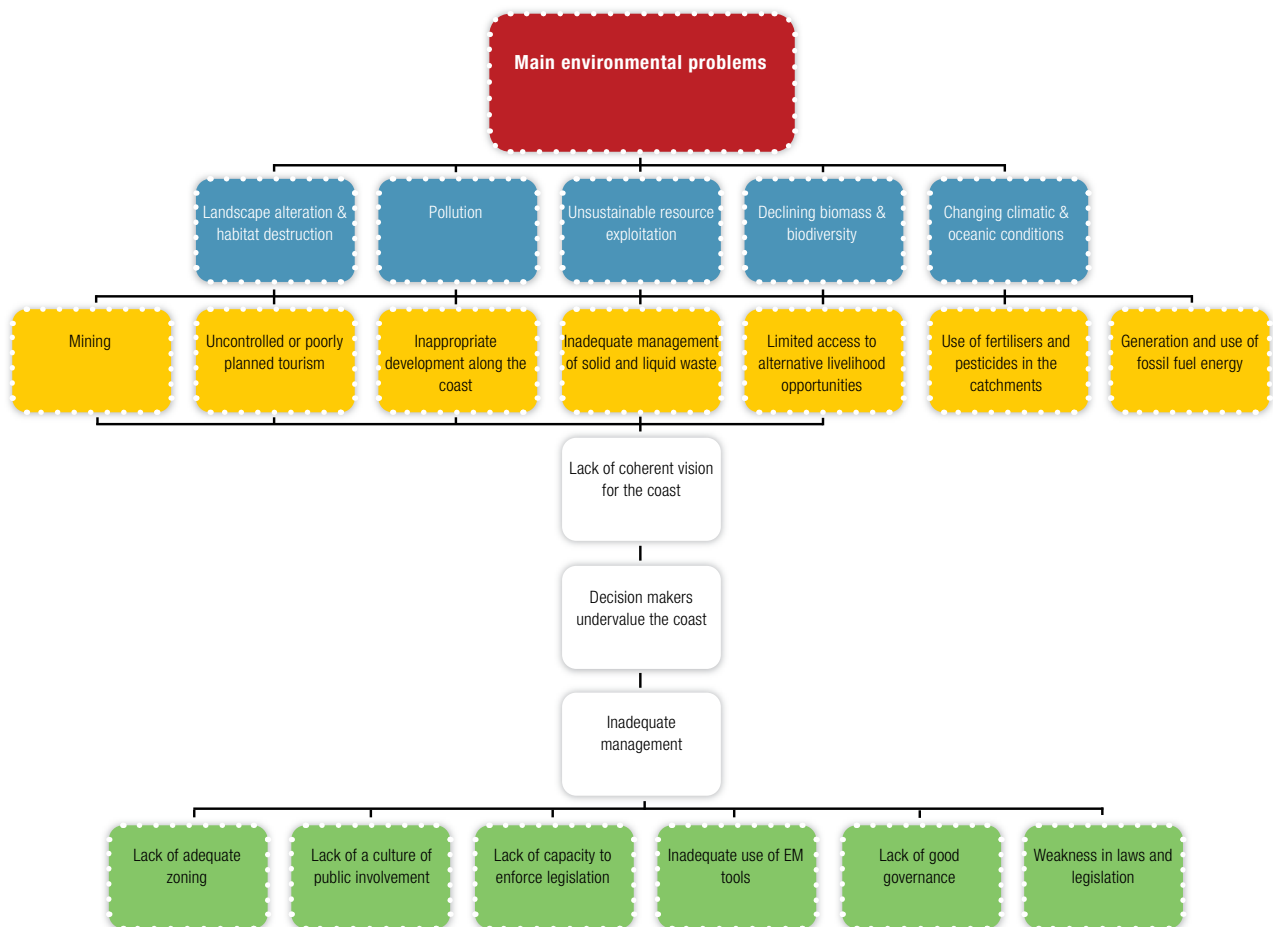 Main environmental problems
Landscape alteration &
habitat destruction
Pollution
Unsustainable resource
exploitation
Declining biomass &
biodiversity
Changing climatic &
oceanic conditions
Mining
Uncontrolled or poorly
planned tourism
Inappropriate
development along the
coast
Inadequate management
of solid and liquid waste
Limited access to
alternative livelihood
opportunities
Use of fertilisers and
pesticides in the
catchments
Generation and use of
fossil fuel energy
Lack of coherent vision
for the coast
Decision makers
undervalue the coast
Inadequate
management
Lack of adequate
zoning
Lack of a culture of
public involvement
Lack of capacity to
enforce legislation
Inadequate use of EM
tools
Lack of good
governance
Weakness in laws and
legislation